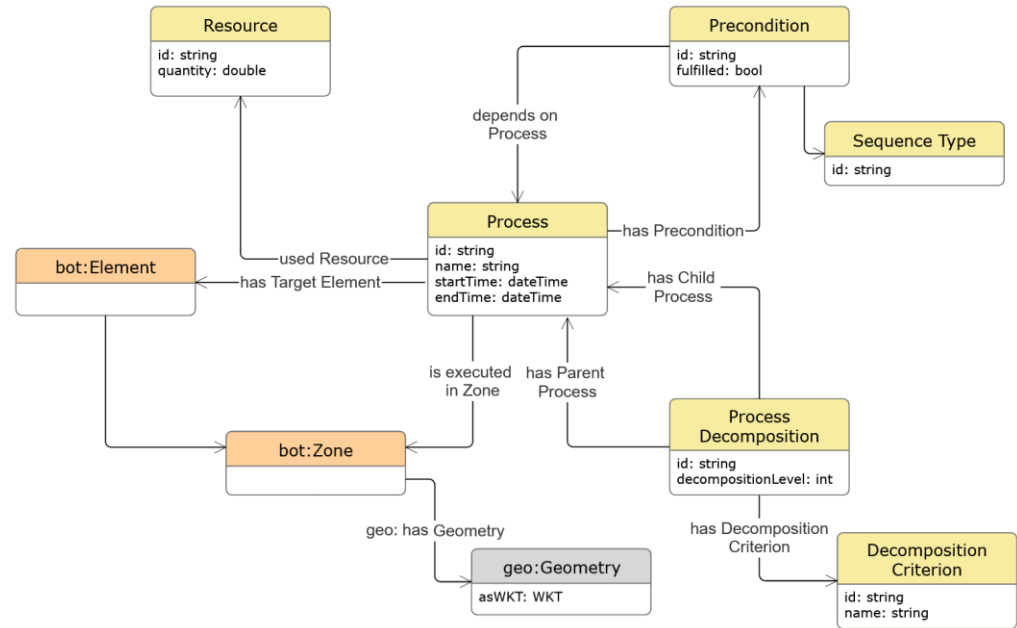 Resource
id: string
quantity: double
Precondition
id: string
fulfilled: bool
depends on
Process
Sequence Type
id: string
Process
id: string
name: string
startTime: dateTime
endTime: dateTime
has Precondition
used Resource
bot:Element
has Target Element
has Child
Process
is executed
in Zone
has Parent
Process
Process
Decomposition
id: string
decompositionLevel: int
bot:Zone
geo: has Geometry
has Decomposition
Criterion
geo:Geometry
asWKT: WKT
Decomposition
Criterion
id: string
name: string